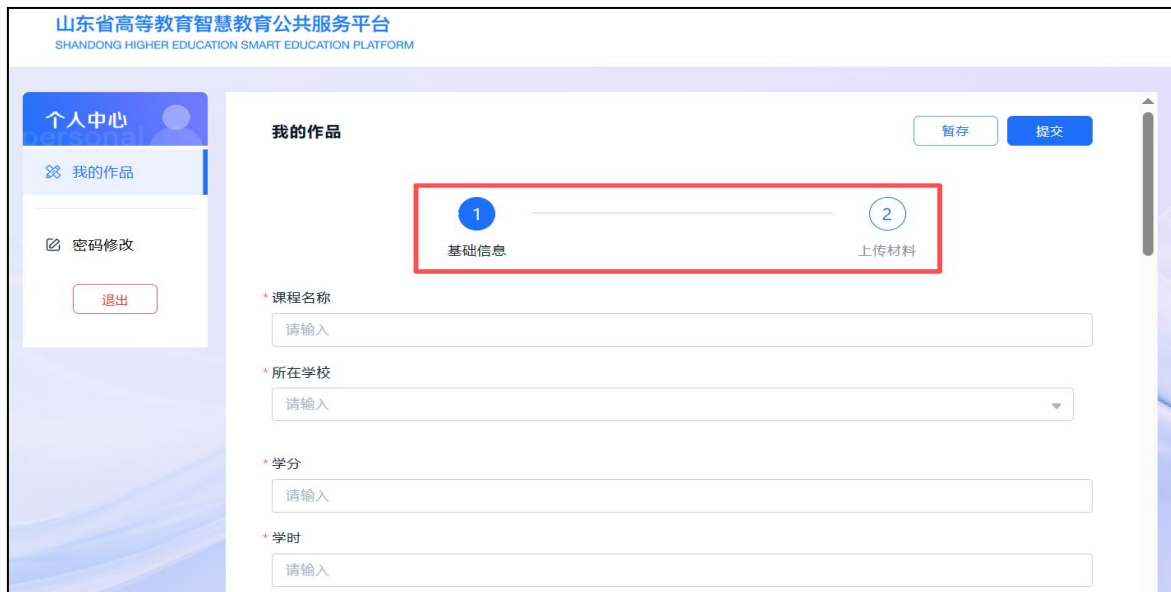 山东省高等教育智慧教育公共服务平台
SHANDONG HIGHER EDUCATION SMART EDUCATION PLATFORM
个人中心
personal
我的作品
密码修改
退出
我的作品
暂存
提交
1
2
基础信息
上传材料
* 课程名称
请输入
* 所在学校
请输入
* 学分
请输入
* 学时
请输入